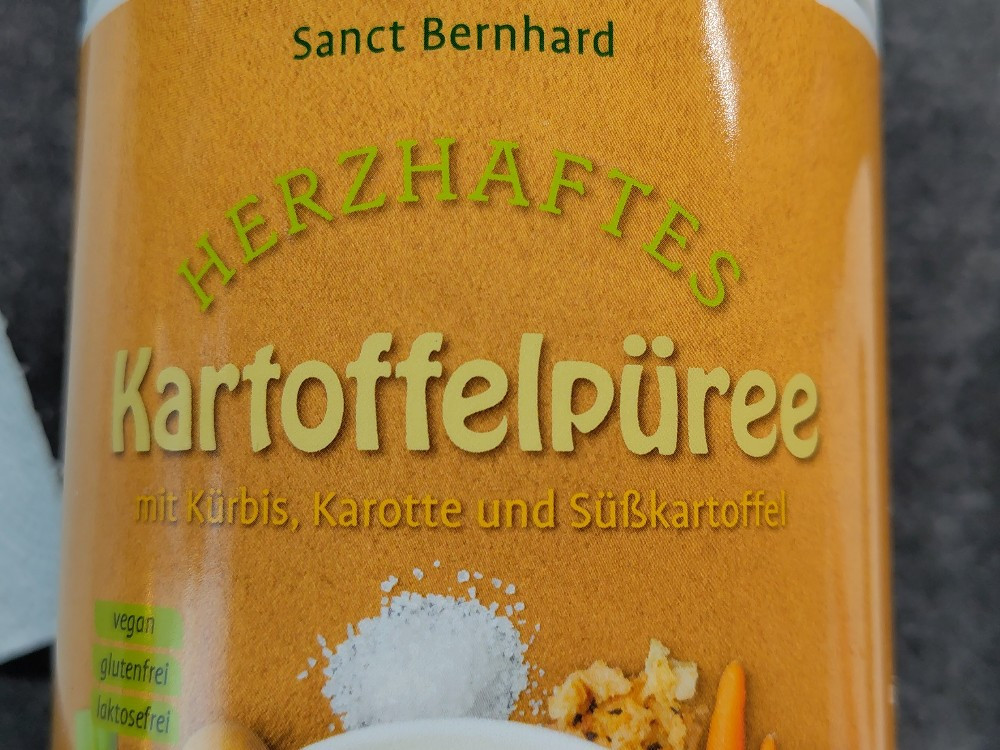 Sanct Bernhard
HERZHAFTES
Kartoffelpüree
mit Kürbis, Karotte und Süßkartoffel
vegan
glutenfrei
laktosefrei